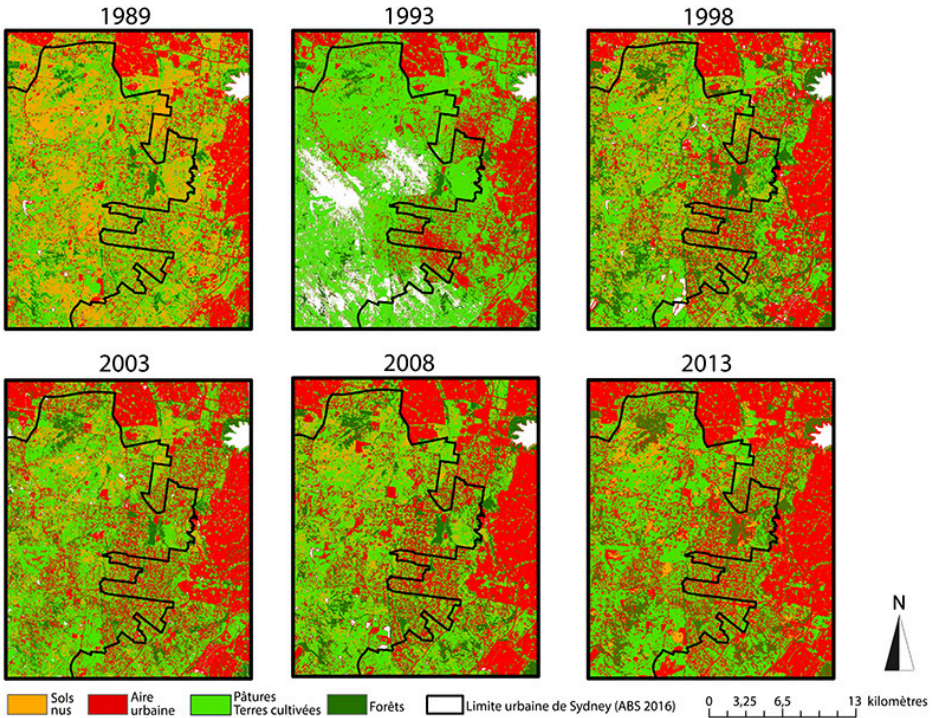 1989
1993
1998
2003
2008
2013
N
Sols
nus
Aire
urbaine
Pâtures
Terres cultivées
Forêts
Limite urbaine de Sydney (ABS 2016)
0 3,25 6,5 13 kilomètres